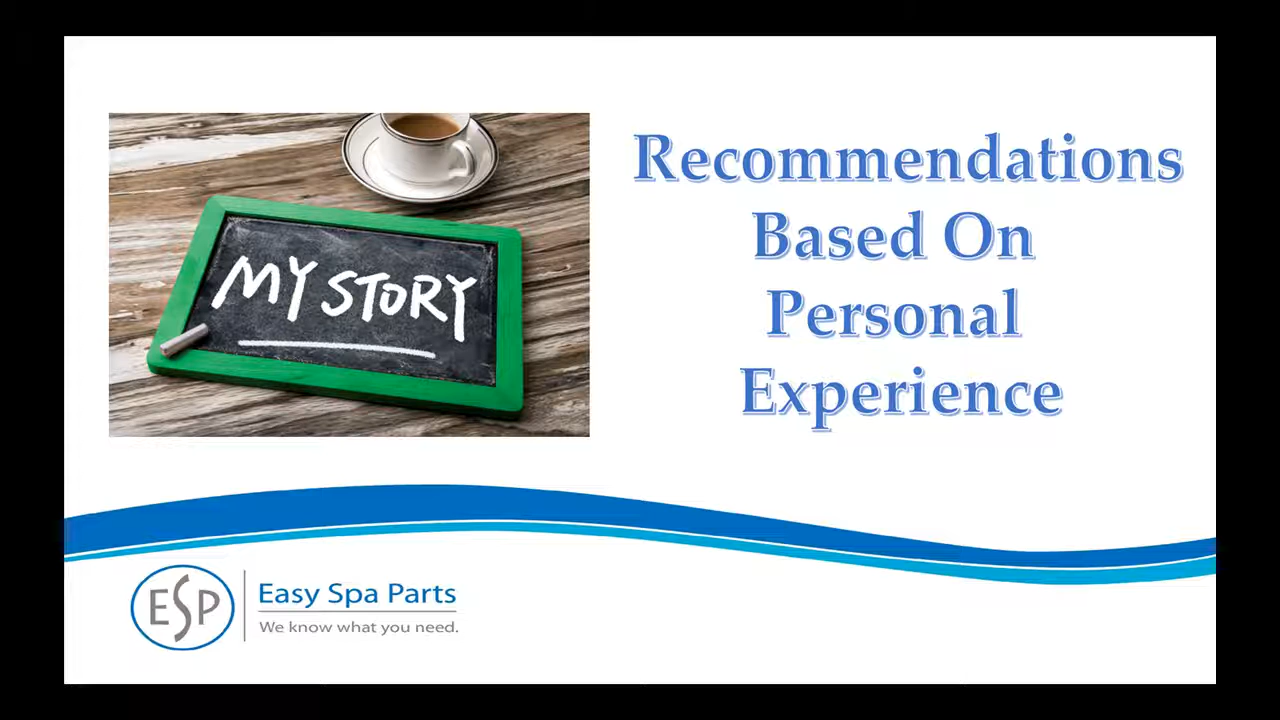 MY STORY
Recommendations
Based On
Personal
Experience
ESP
Easy Spa Parts
We know what you need.